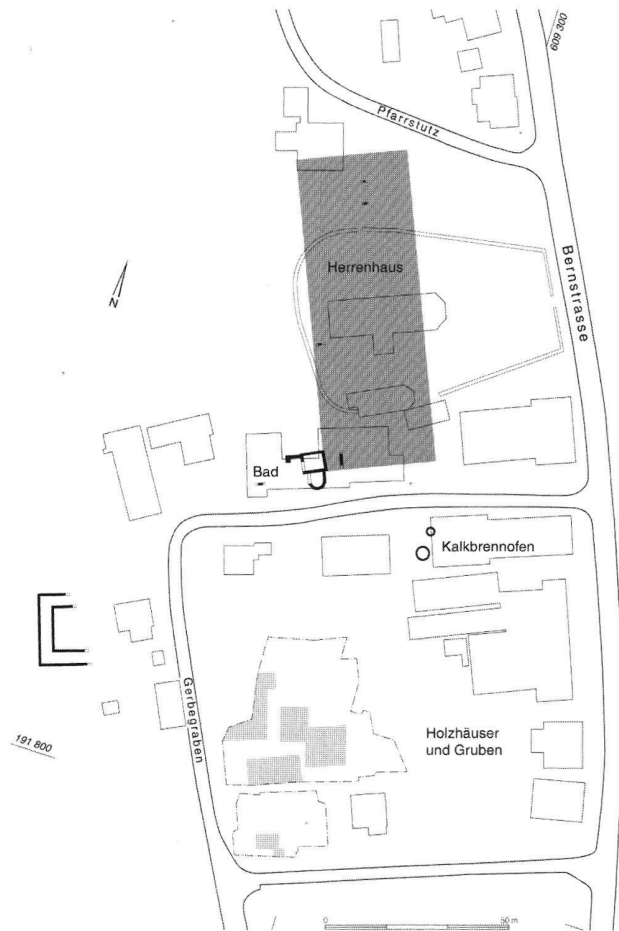 609 300
Pfarrstutz
Bernstrasse
Herrenhaus
N
Bad
Kalkbrennofen
Gerbegraben
191 800
Holzhäuser
und Gruben
0 50 m